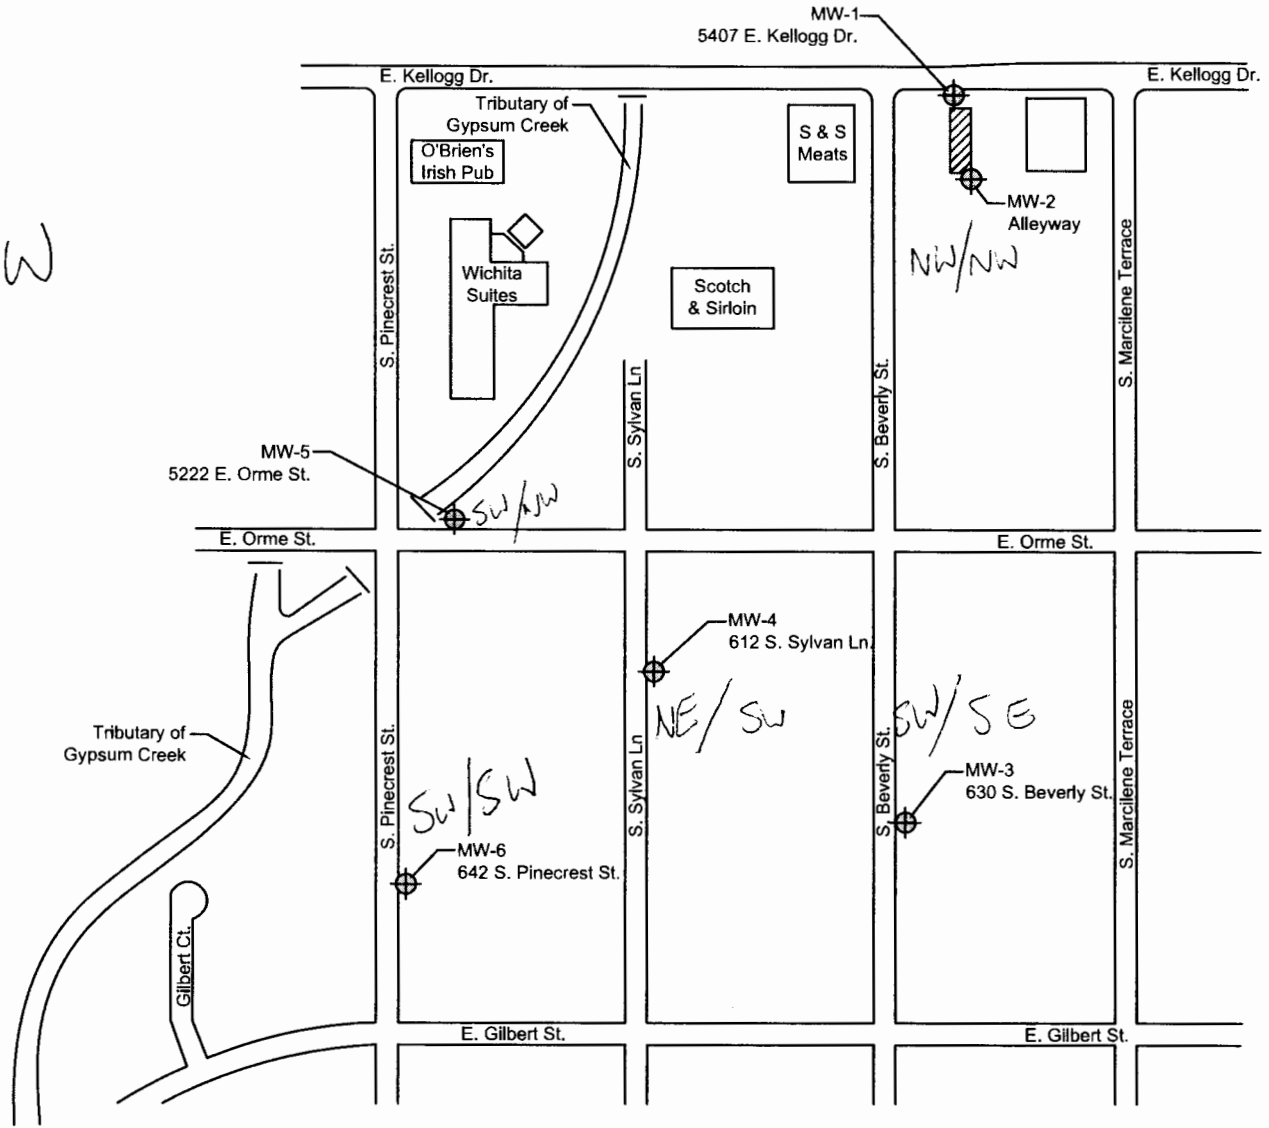 MW-1
5407 E. Kellogg Dr.
E. Kellogg Dr.
E. Kellogg Dr.
Tributary of
Gypsum Creek
O'Brien's
Irish Pub
S & S
Meats
MW-2
Alleyway
NW/NW
W
S. Pinecrest St.
Wichita
Suites
Scotch
& Sirloin
S. Marcilene Terrace
S. Sylvan Ln
S. Beverly St.
MW-5
5222 E. Orme St.
SW/NW
E. Orme St.
E. Orme St.
MW-4
612 S. Sylvan Ln.
NE/SW
SW/SE
Tributary of
Gypsum Creek
S. Pinecrest St.
S. Sylvan Ln
S. Beverly St.
S. Marcilene Terrace
MW-3
630 S. Beverly St.
SW/SW
MW-6
642 S. Pinecrest St.
Gilbert Ct.
E. Gilbert St.
E. Gilbert St.